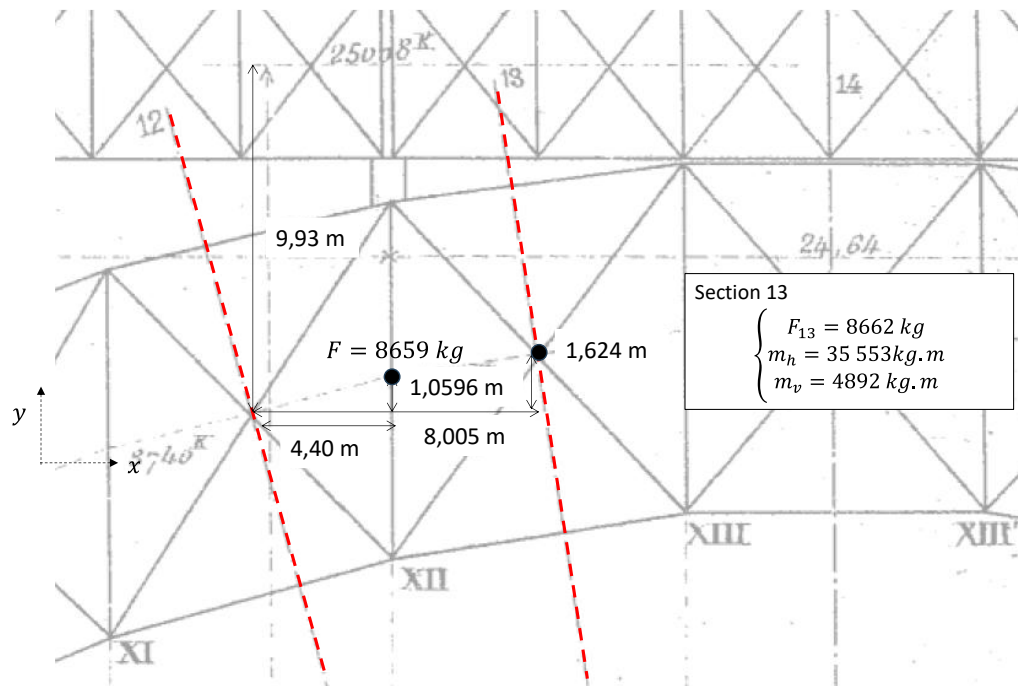 25008ᴷ
12
13
14
9,93 m
24,64
Section 13
F₁₃ = 8662 kg
mₕ = 35 553kg.m
mᵥ = 4892 kg.m
F = 8659 kg
1,624 m
1,0596 m
y
x
4,40 m
8,005 m
XI
XII
XIII
XIII'